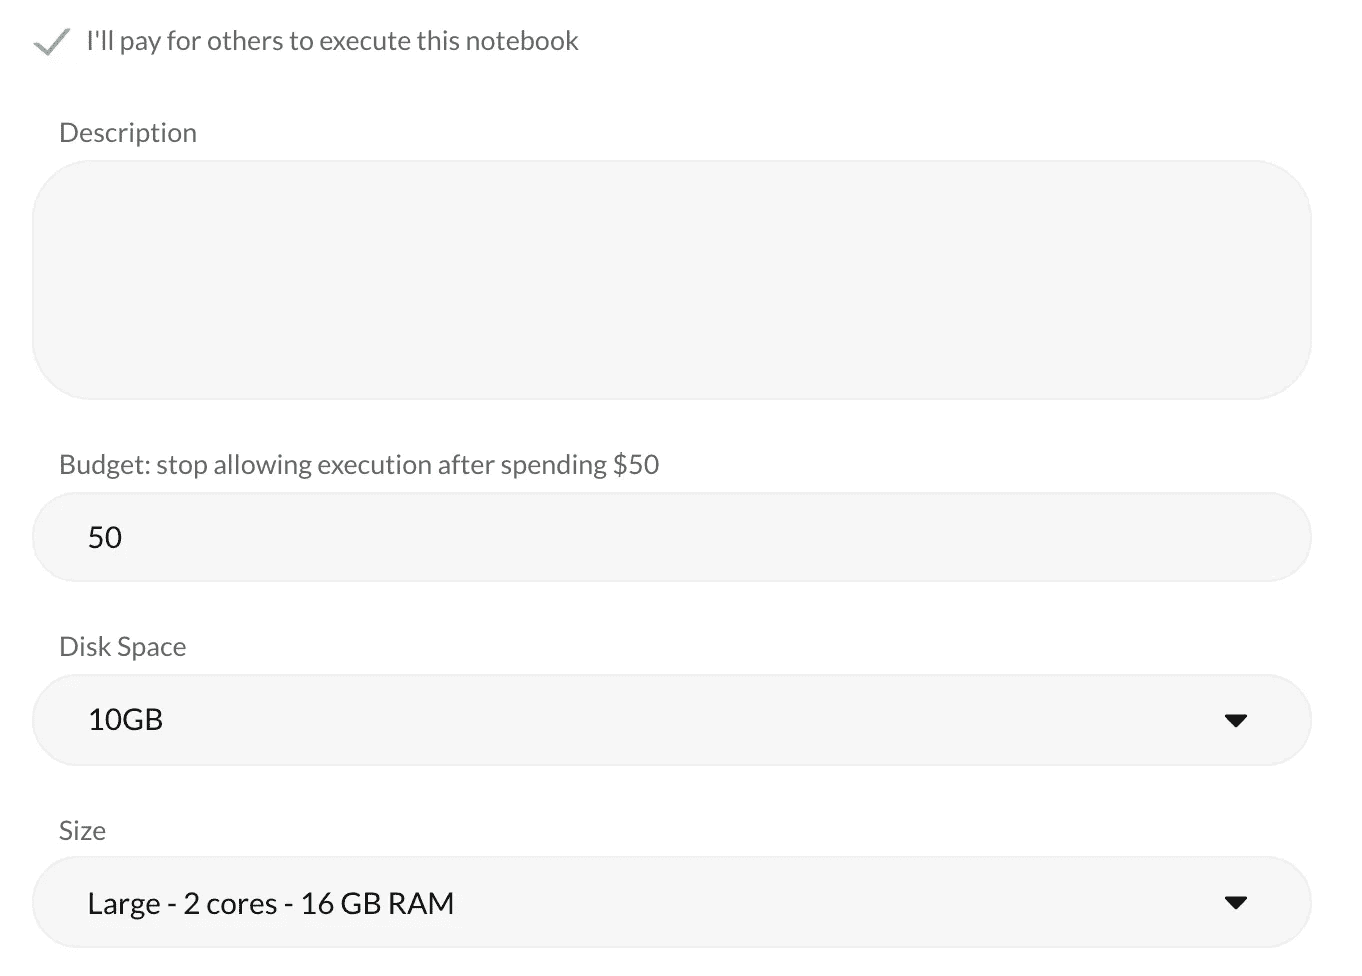 I'll pay for others to execute this notebook
Description
Budget: stop allowing execution after spending $50
50
Disk Space
10GB
Size
Large - 2 cores - 16 GB RAM